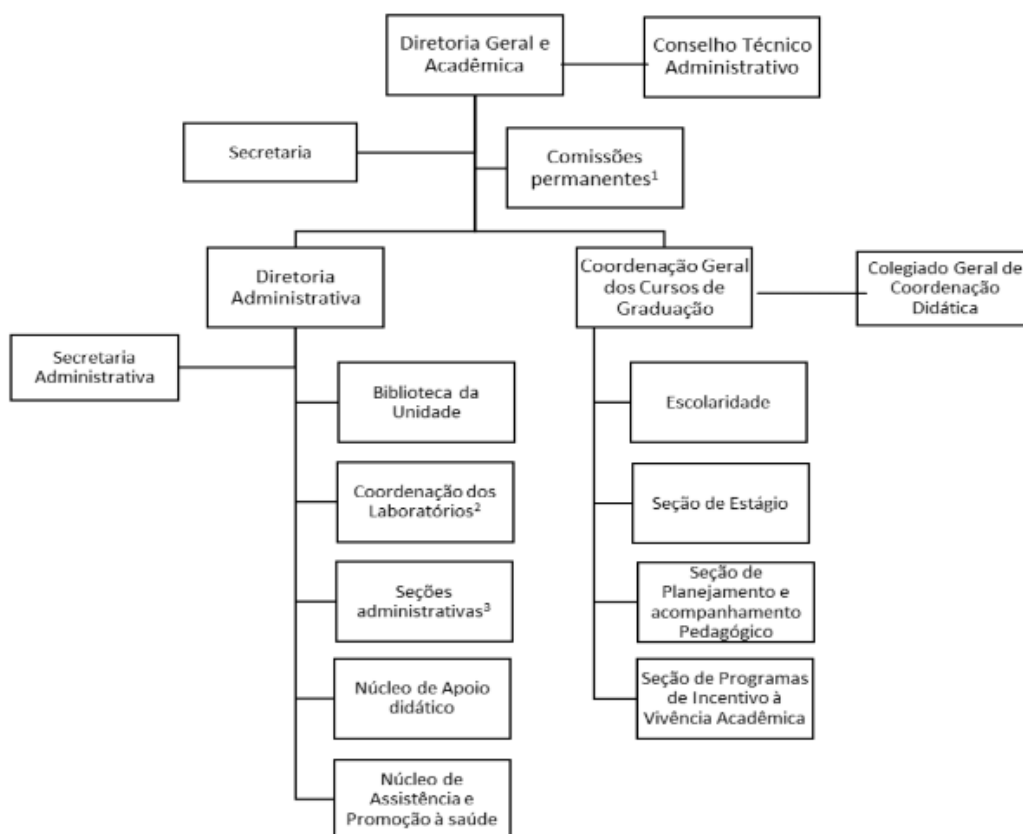 Diretoria Geral e
Acadêmica
Conselho Técnico
Administrativo
Secretaria
Comissões
permanentes¹
Diretoria
Administrativa
Coordenação Geral
dos Cursos de
Graduação
Colegiado Geral de
Coordenação
Didática
Secretaria
Administrativa
Biblioteca da
Unidade
Coordenação dos
Laboratórios²
Seções
administrativas³
Núcleo de Apoio
didático
Núcleo de
Assistência e
Promoção à saúde
Escolaridade
Seção de Estágio
Seção de
Planejamento e
acompanhamento
Pedagógico
Seção de Programas
de Incentivo à
Vivência Acadêmica